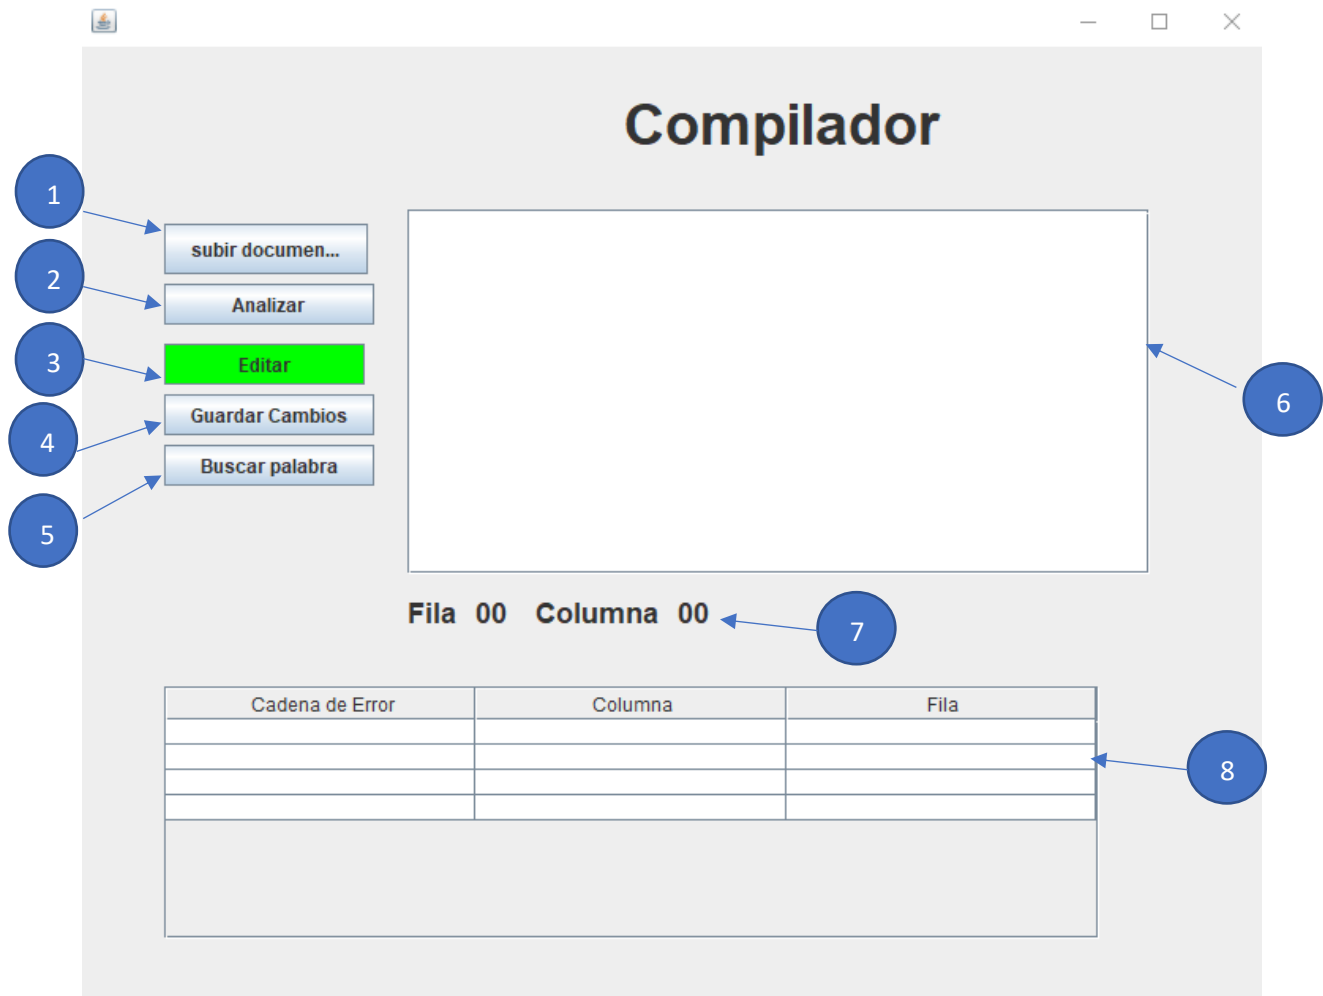 Compilador
1
subir documen...
2
Analizar
3
Editar
4
Guardar Cambios
5
Buscar palabra
6
Fila 00 Columna 00
7
Cadena de Error Columna Fila
8